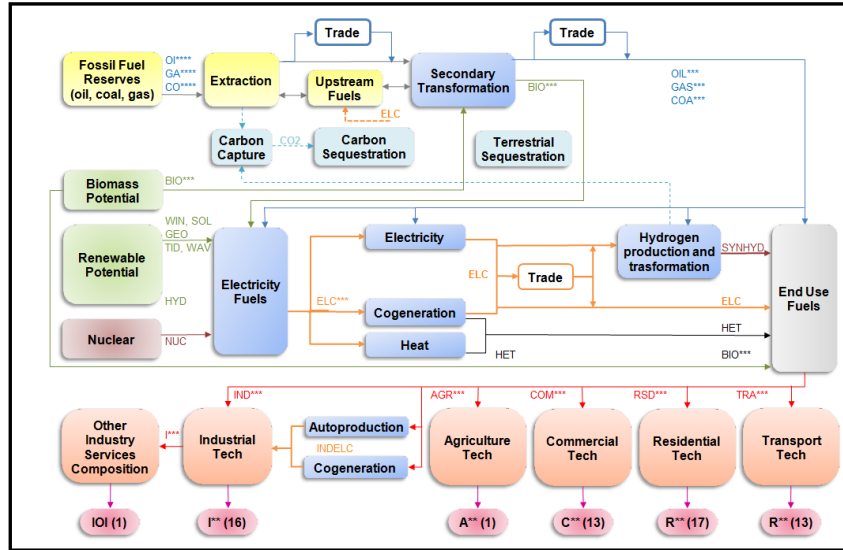 Trade
Trade
Fossil Fuel
Reserves
(oil, coal, gas)
OI****
GA****
CO****
Extraction
Upstream
Fuels
Secondary
Transformation
BIO***
OIL***
GAS***
COA***
ELC
Carbon
Capture
CO2
Carbon
Sequestration
Terrestrial
Sequestration
Biomass
Potential
BIO***
WIN, SOL
GEO
TID, WAV
Renewable
Potential
HYD
Electricity
Fuels
Electricity
ELC
Trade
Hydrogen
production and
trasformation
SYNHYD
End Use
Fuels
ELC***
Cogeneration
ELC
Nuclear
NUC
Heat
HET
HET
BIO***
IND***
AGR***
COM***
RSD***
TRA***
Other
Industry
Services
Composition
I***
Industrial
Tech
Autoproduction
INDELC
Cogeneration
Agriculture
Tech
Commercial
Tech
Residential
Tech
Transport
Tech
IOI (1)
I** (16)
A** (1)
C** (13)
R** (17)
R** (13)